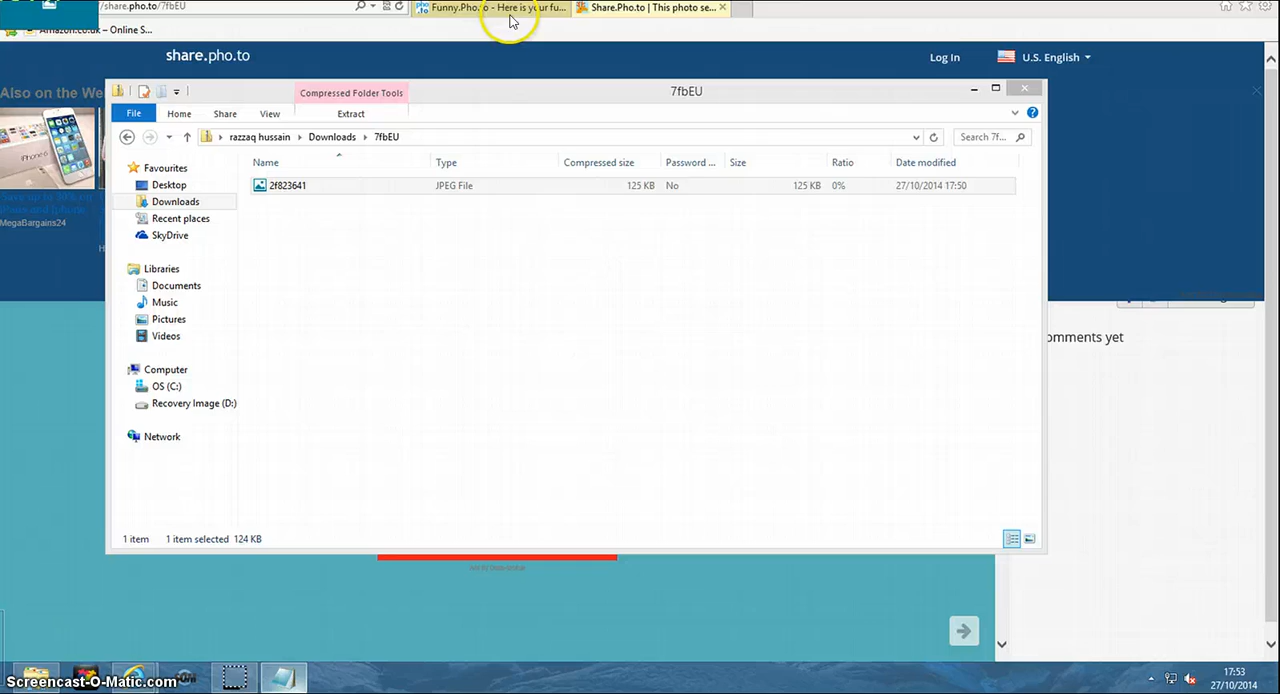 /share.pho.to/7fbEU
Funny.Pho.to - Here is your fu...
Share.Pho.to | This photo se...
Amazon.co.uk – Online S...
share.pho.to
Log In
U.S. English
Also on the We
Compressed Folder Tools
7fbEU
File
Home
Share
View
Extract
razzaq hussain
Downloads
7fbEU
Search 7f...
Name
Type
Compressed size
Password ...
Size
Ratio
Date modified
2f823641
JPEG File
125 KB
No
125 KB
0%
27/10/2014 17:50
Favourites
Desktop
Downloads
Recent places
SkyDrive
Libraries
Documents
Music
Pictures
Videos
Computer
OS (C:)
Recovery Image (D:)
Network
MegaBargains24
omments yet
1 item
1 item selected 124 KB
Screencast-O-Matic.com
17:53
27/10/2014